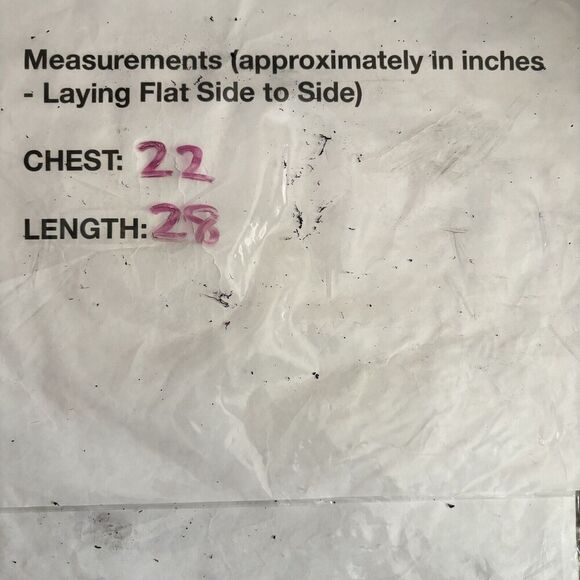 Measurements (approximately in inches
- Laying Flat Side to Side)
CHEST: 22
LENGTH: 28